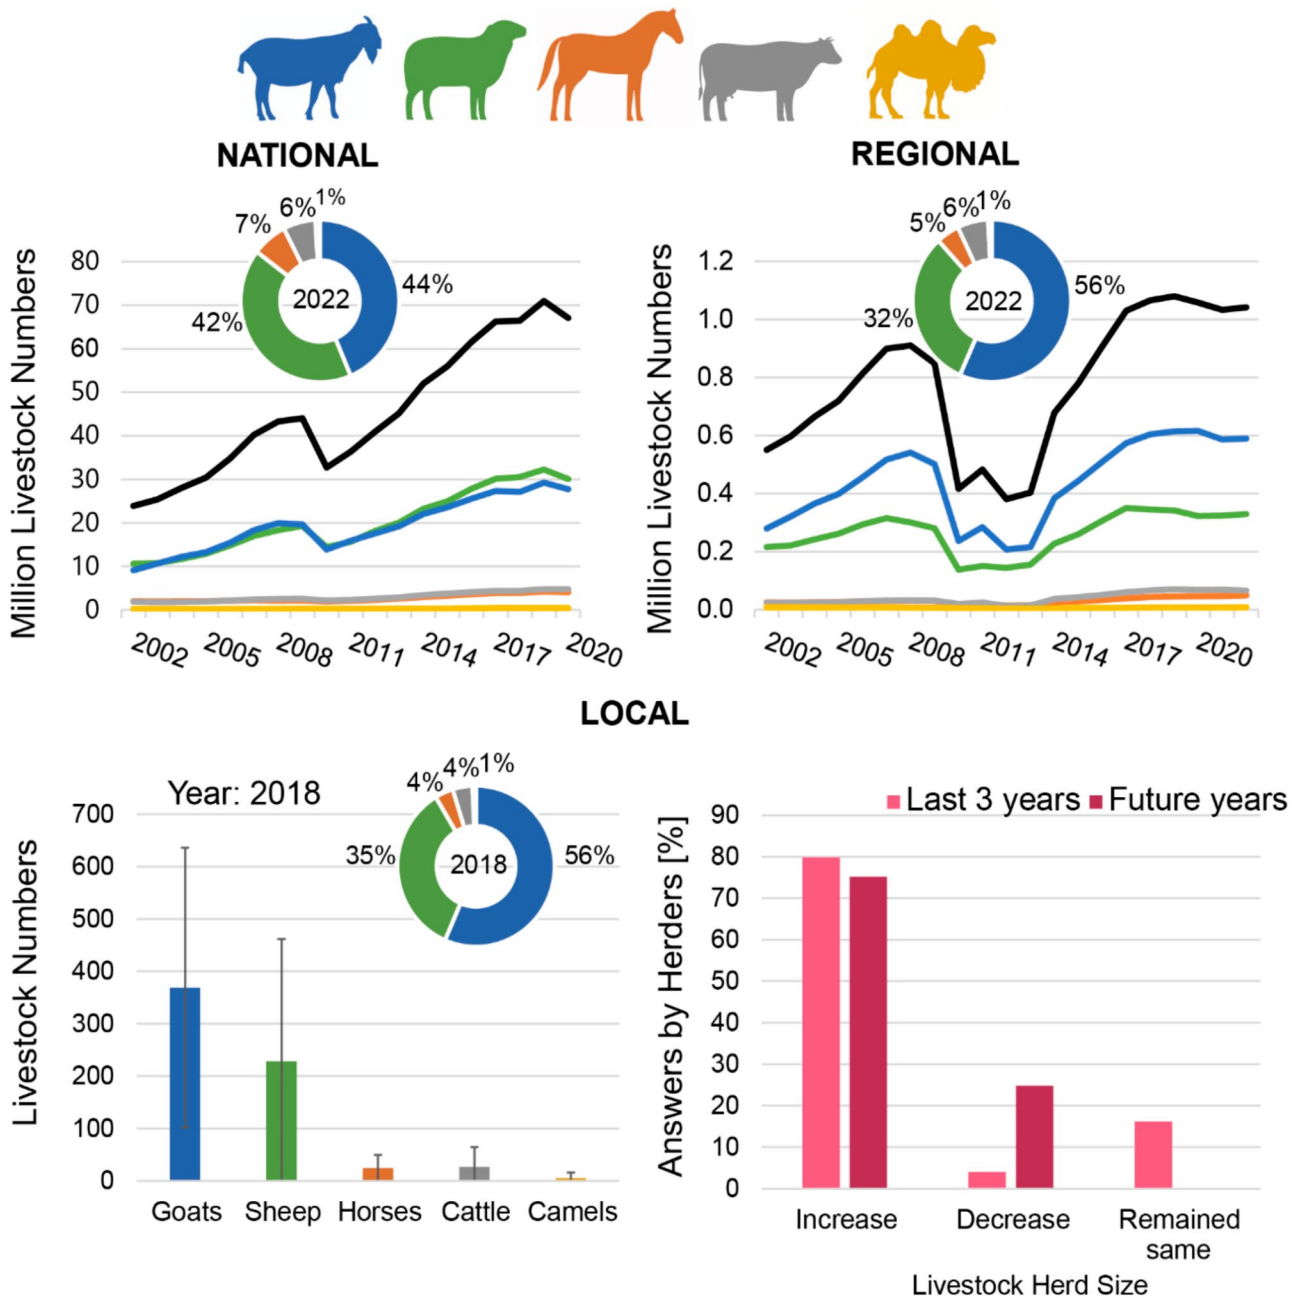 NATIONAL
REGIONAL
Million Livestock Numbers
80
70
60
50
40
30
20
10
0
2002 2005 2008 2011 2014 2017 2020
7% 6% 1%
44%
42%
2022
Million Livestock Numbers
1.2
1.0
0.8
0.6
0.4
0.2
0.0
2002 2005 2008 2011 2014 2017 2020
5% 6% 1%
56%
32%
2022
LOCAL
Year: 2018
Livestock Numbers
700
600
500
400
300
200
100
0
Goats Sheep Horses Cattle Camels
4% 4% 1%
35%
56%
2018
Last 3 years Future years
Answers by Herders [%]
90
80
70
60
50
40
30
20
10
0
Increase Decrease Remained
same
Livestock Herd Size